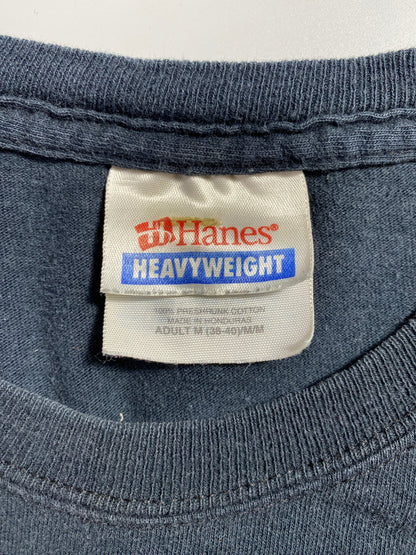 Hanes®
HEAVYWEIGHT
100% PRESHRUNK COTTON
MADE IN HONDURAS
ADULT M (38-40)/M/M